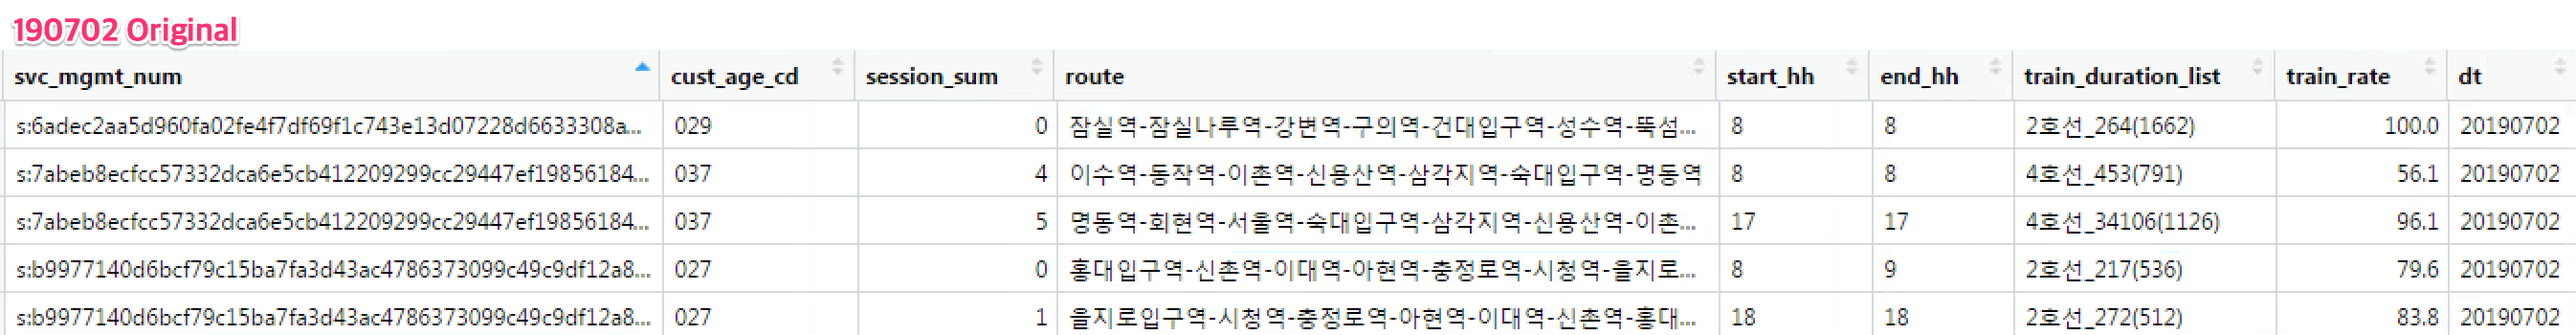 190702 Original
svc_mgmt_num cust_age_cd session_sum route start_hh end_hh train_duration_list train_rate dt
s:6adec2aa5d960fa02fe4f7df69f1c743e13d07228d6633308a... 029 0 잠실역-잠실나루역-강변역-구의역-건대입구역-성수역-뚝섬... 8 8 2호선_264(1662) 100.0 20190702
s:7abeb8ecfcc57332dca6e5cb412209299cc29447ef19856184... 037 4 이수역-동작역-이촌역-신용산역-삼각지역-숙대입구역-명동역 8 8 4호선_453(791) 56.1 20190702
s:7abeb8ecfcc57332dca6e5cb412209299cc29447ef19856184... 037 5 명동역-회현역-서울역-숙대입구역-삼각지역-신용산역-이촌... 17 17 4호선_34106(1126) 96.1 20190702
s:b9977140d6bcf79c15ba7fa3d43ac4786373099c49c9df12a8... 027 0 홍대입구역-신촌역-이대역-아현역-충정로역-시청역-을지로... 8 9 2호선_217(536) 79.6 20190702
s:b9977140d6bcf79c15ba7fa3d43ac4786373099c49c9df12a8... 027 1 을지로입구역-시청역-충정로역-아현역-이대역-신촌역-홍대... 18 18 2호선_272(512) 83.8 20190702